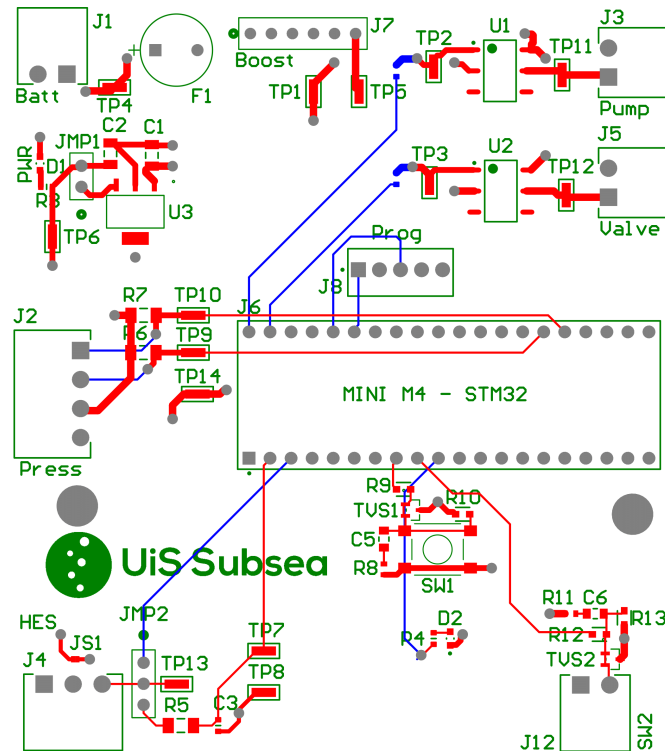 J1
J7
TP2
U1
J3
Boost
Batt
TP4
F1
TP1
TP5
TP11
Pump
JMP1
C2
C1
PWR
D1
TP3
U2
J5
TP12
R3
U3
TP6
Valve
Prog
J8
J2
R7
TP10
J6
R6
TP9
TP14
MINI M4 - STM32
Press
R9
TVS1
R10
C5
R8
SW1
UiS Subsea
HES
JMP2
JS1
J4
TP13
TP7
TP8
R5
C3
R4
D2
R11
C6
R12
R13
TVS2
J12
SW2